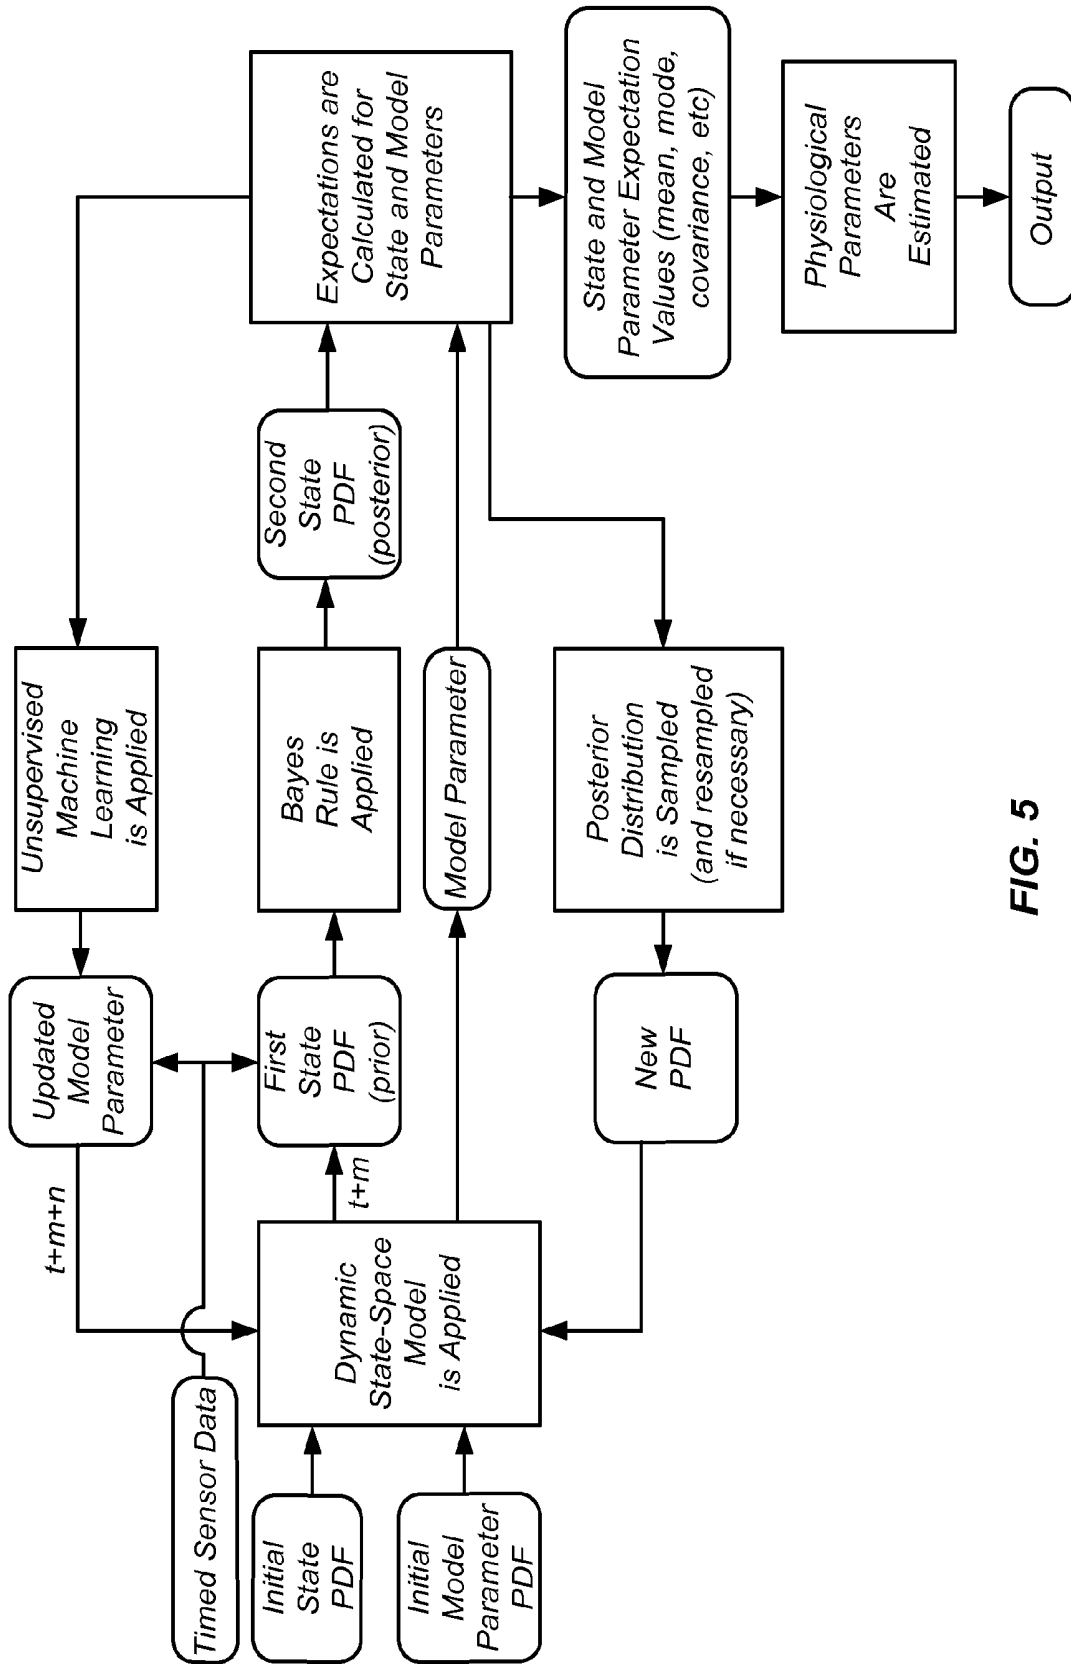 Timed Sensor Data
Initial
State
PDF
Initial
Model
Parameter PDF
t+m+n
Dynamic
State-Space
Model
is Applied
t+m
Updated
Model
Parameter
First
State
PDF
(prior)
New
PDF
Unsupervised
Machine
Learning
is Applied
Bayes
Rule is
Applied
Model Parameter
Posterior
Distribution
is Sampled
(and resampled
if necessary)
Second
State
PDF
(posterior)
Expectations are
Calculated for
State and Model
Parameters
State and Model
Parameter Expectation
Values (mean, mode,
covariance, etc)
Physiological
Parameters
Are
Estimated
Output
FIG. 5